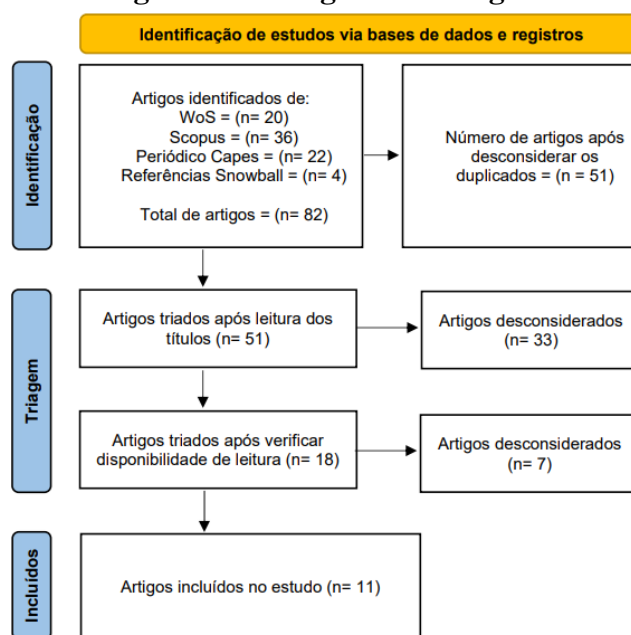 Identificação de estudos via bases de dados e registros
Identificação
Artigos identificados de:
WoS = (n= 20)
Scopus = (n= 36)
Periódico Capes = (n= 22)
Referências Snowball = (n= 4)
Total de artigos = (n= 82)
Número de artigos após
desconsiderar os
duplicados = (n = 51)
Triagem
Artigos triados após leitura dos
títulos (n= 51)
Artigos desconsiderados
(n= 33)
Artigos triados após verificar
disponibilidade de leitura (n= 18)
Artigos desconsiderados
(n= 7)
Incluídos
Artigos incluídos no estudo (n= 11)